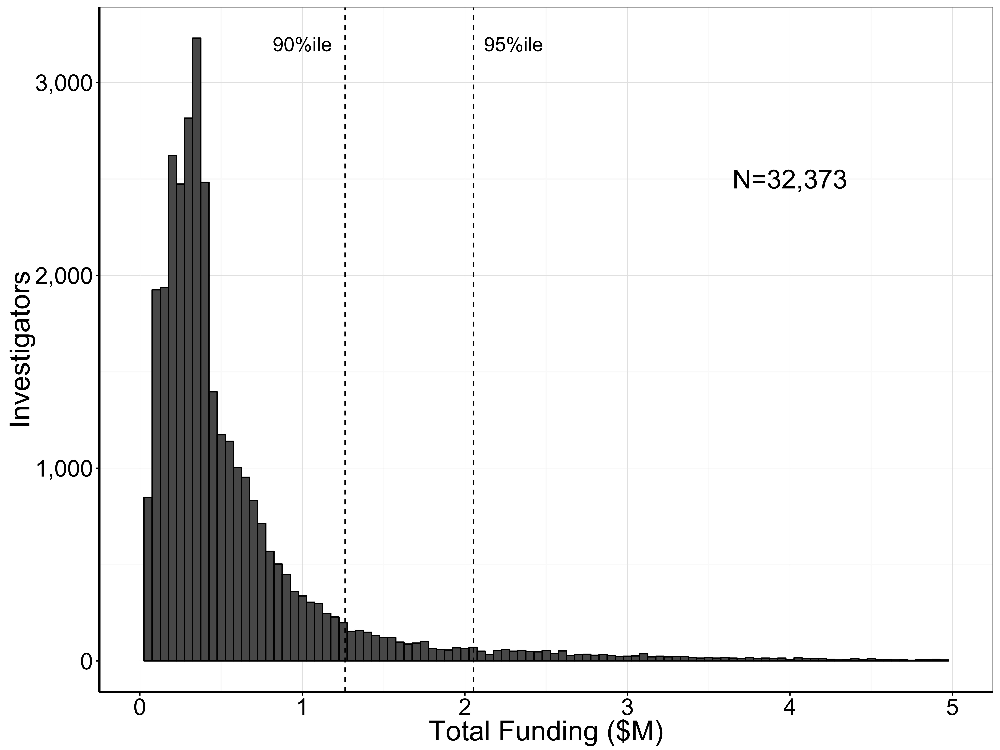 90%ile
95%ile
3,000
N=32,373
2,000
1,000
0
Investigators
0 1 2 3 4 5
Total Funding ($M)